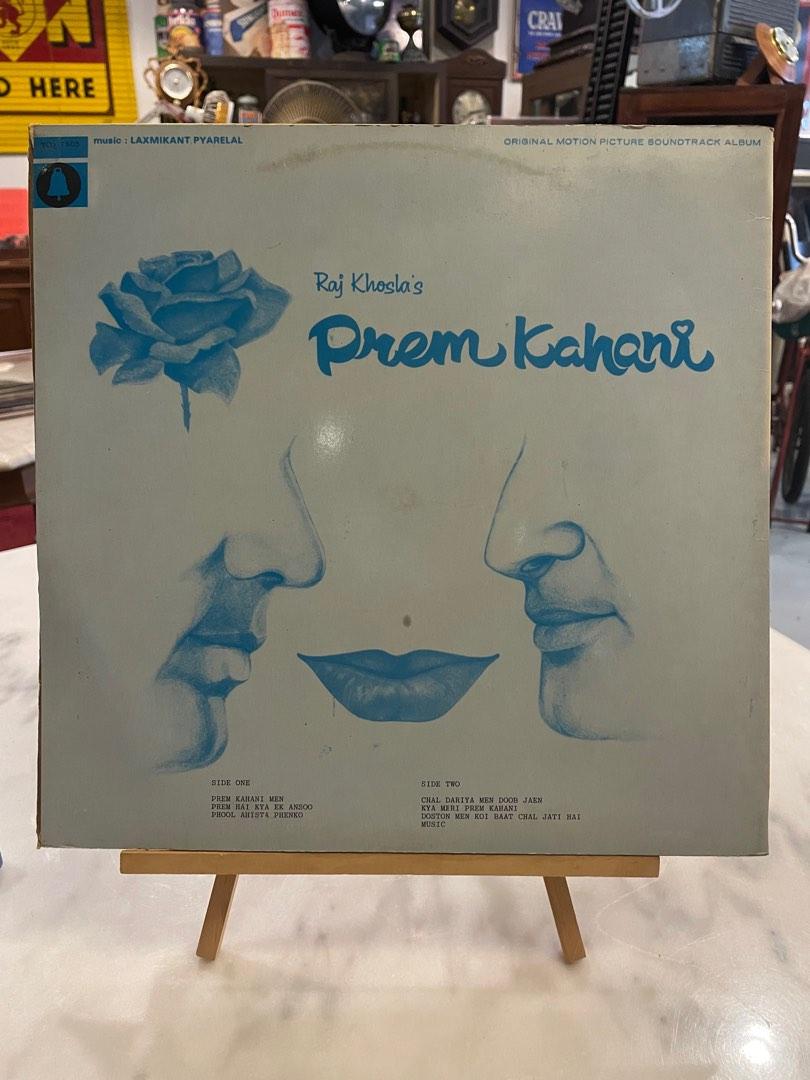 N
D HERE
CRA
music : LAXMIKANT PYARELAL
ORIGINAL MOTION PICTURE SOUNDTRACK ALBUM
Raj Khosla's
Prem Kahani
SIDE ONE
PREM KAHANI MEN
PREM HAI KYA EK ANSOO
PHOOL AHISTA PHENKO
SIDE TWO
CHAL DARIYA MEN DOOB JAEN
KYA MERI PREM KAHANI
DOSTON MEN KOI BAAT CHAL JATI HAI
MUSIC